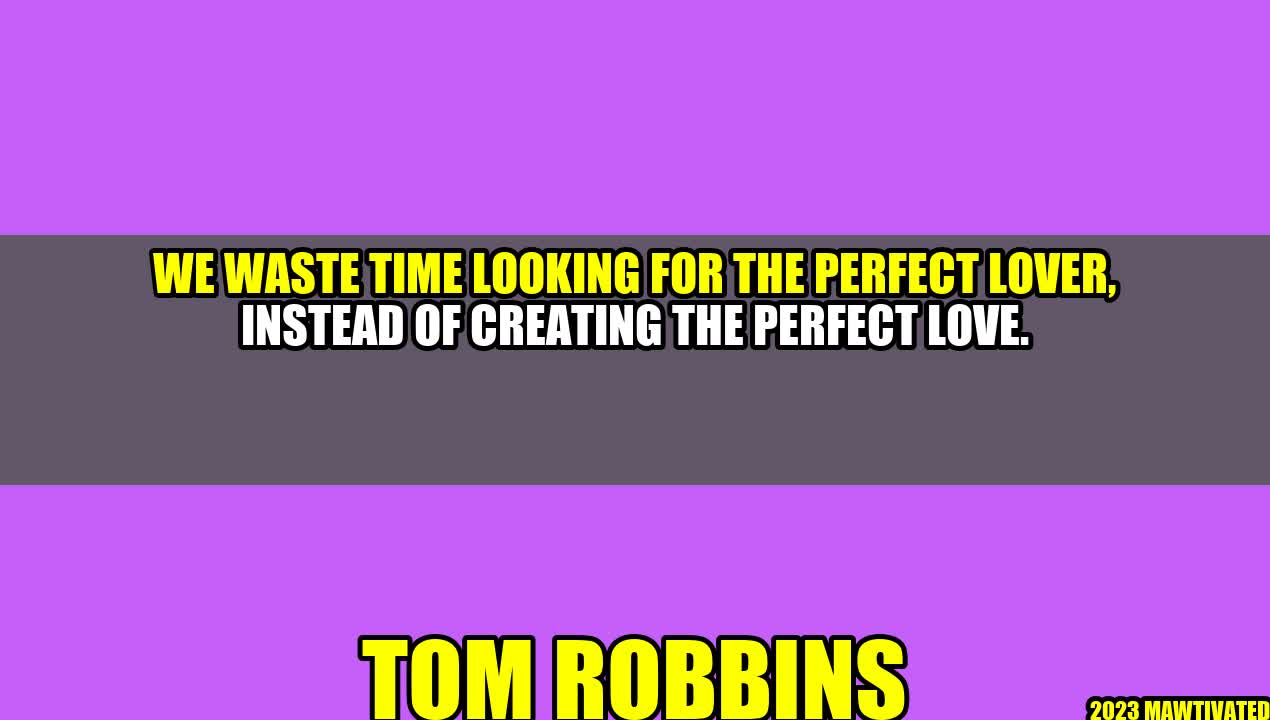 WE WASTE TIME LOOKING FOR THE PERFECT LOVER,
INSTEAD OF CREATING THE PERFECT LOVE.
TOM ROBBINS
2023 MAWTIVATED